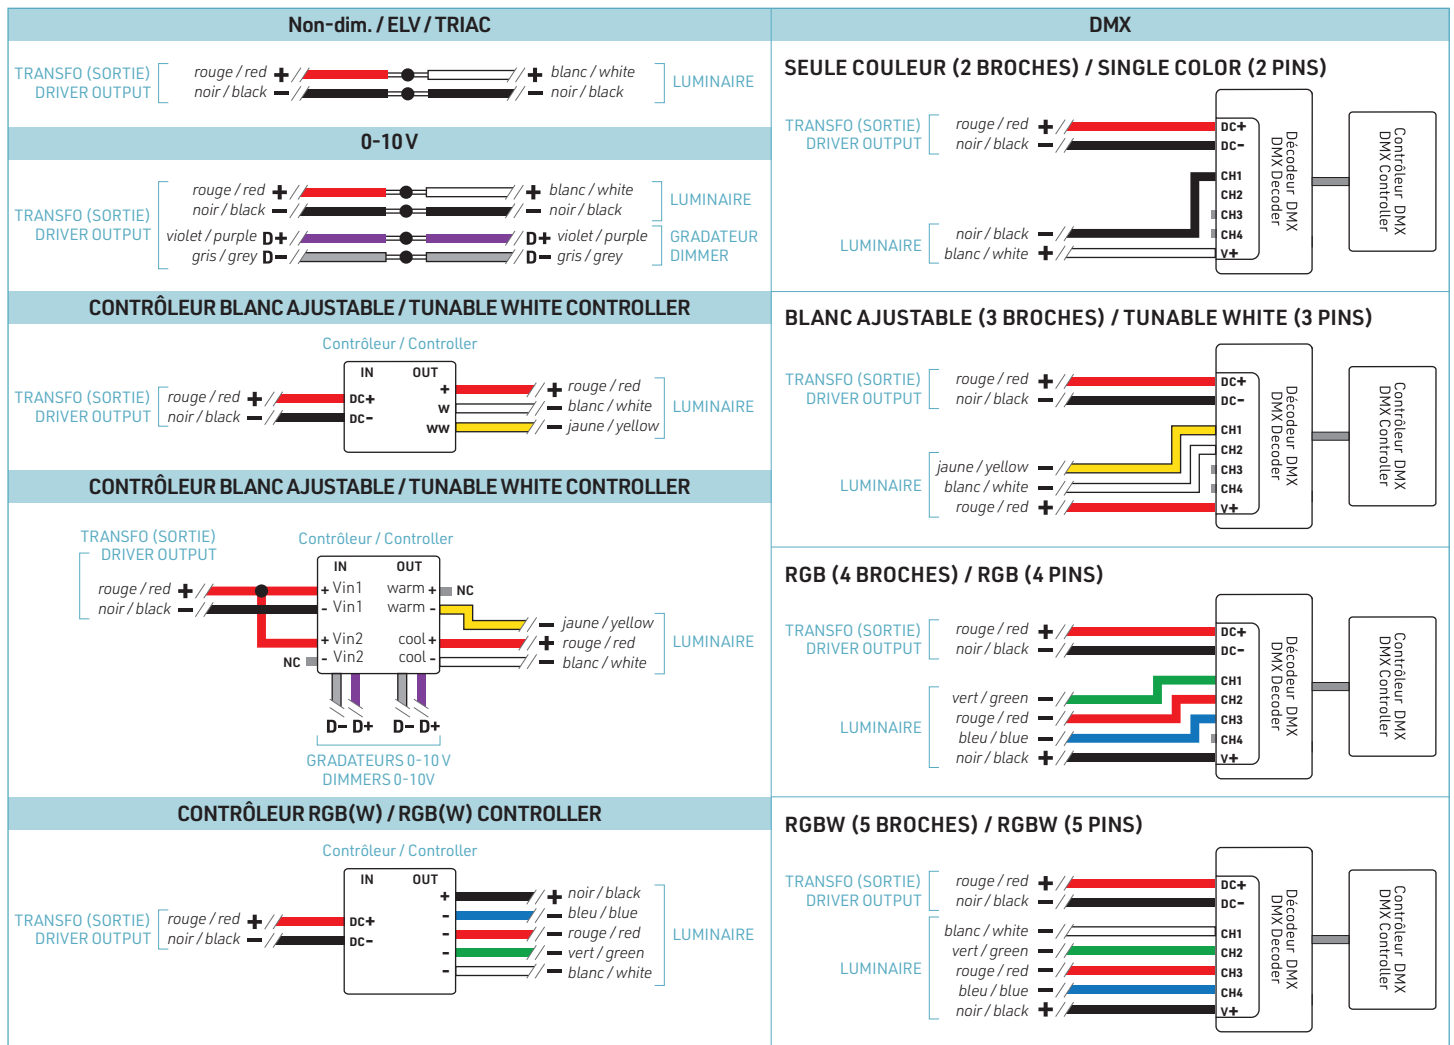 Non-dim. / ELV / TRIAC
TRANSFO (SORTIE)
DRIVER OUTPUT
rouge / red +
noir / black −
+ blanc / white
− noir / black
LUMINAIRE
0-10 V
TRANSFO (SORTIE)
DRIVER OUTPUT
rouge / red +
noir / black −
violet / purple D+
gris / grey D−
+ blanc / white
− noir / black
D+ violet / purple
D− gris / grey
LUMINAIRE
GRADATEUR
DIMMER
CONTRÔLEUR BLANC AJUSTABLE / TUNABLE WHITE CONTROLLER
Contrôleur / Controller
TRANSFO (SORTIE)
DRIVER OUTPUT
rouge / red +
noir / black −
IN OUT
DC+
DC−
+
W
WW
+ rouge / red
− blanc / white
− jaune / yellow
LUMINAIRE
CONTRÔLEUR BLANC AJUSTABLE / TUNABLE WHITE CONTROLLER
TRANSFO (SORTIE)
DRIVER OUTPUT
Contrôleur / Controller
rouge / red +
noir / black −
IN OUT
+ Vin1 warm + NC
- Vin1 warm -
+ Vin2 cool +
NC - Vin2 cool -
− jaune / yellow
+ rouge / red
− blanc / white
LUMINAIRE
D− D+ D− D+
GRADATEURS 0-10 V
DIMMERS 0-10V
CONTRÔLEUR RGB(W) / RGB(W) CONTROLLER
Contrôleur / Controller
TRANSFO (SORTIE)
DRIVER OUTPUT
rouge / red +
noir / black −
IN OUT
DC+
DC−
+
-
-
-
-
+ noir / black
− bleu / blue
− rouge / red
− vert / green
− blanc / white
LUMINAIRE
DMX
SEULE COULEUR (2 BROCHES) / SINGLE COLOR (2 PINS)
TRANSFO (SORTIE)
DRIVER OUTPUT
rouge / red +
noir / black −
LUMINAIRE
noir / black −
blanc / white +
DC+
DC−
CH1
CH2
CH3
CH4
V+
Décodeur DMX
DMX Decoder
Contrôleur DMX
DMX Controller
BLANC AJUSTABLE (3 BROCHES) / TUNABLE WHITE (3 PINS)
TRANSFO (SORTIE)
DRIVER OUTPUT
rouge / red +
noir / black −
LUMINAIRE
jaune / yellow −
blanc / white −
rouge / red +
DC+
DC−
CH1
CH2
CH3
CH4
V+
Décodeur DMX
DMX Decoder
Contrôleur DMX
DMX Controller
RGB (4 BROCHES) / RGB (4 PINS)
TRANSFO (SORTIE)
DRIVER OUTPUT
rouge / red +
noir / black −
LUMINAIRE
vert / green −
rouge / red −
bleu / blue −
noir / black +
DC+
DC−
CH1
CH2
CH3
CH4
V+
Décodeur DMX
DMX Decoder
Contrôleur DMX
DMX Controller
RGBW (5 BROCHES) / RGBW (5 PINS)
TRANSFO (SORTIE)
DRIVER OUTPUT
rouge / red +
noir / black −
LUMINAIRE
blanc / white −
vert / green −
rouge / red −
bleu / blue −
noir / black +
DC+
DC−
CH1
CH2
CH3
CH4
V+
Décodeur DMX
DMX Decoder
Contrôleur DMX
DMX Controller